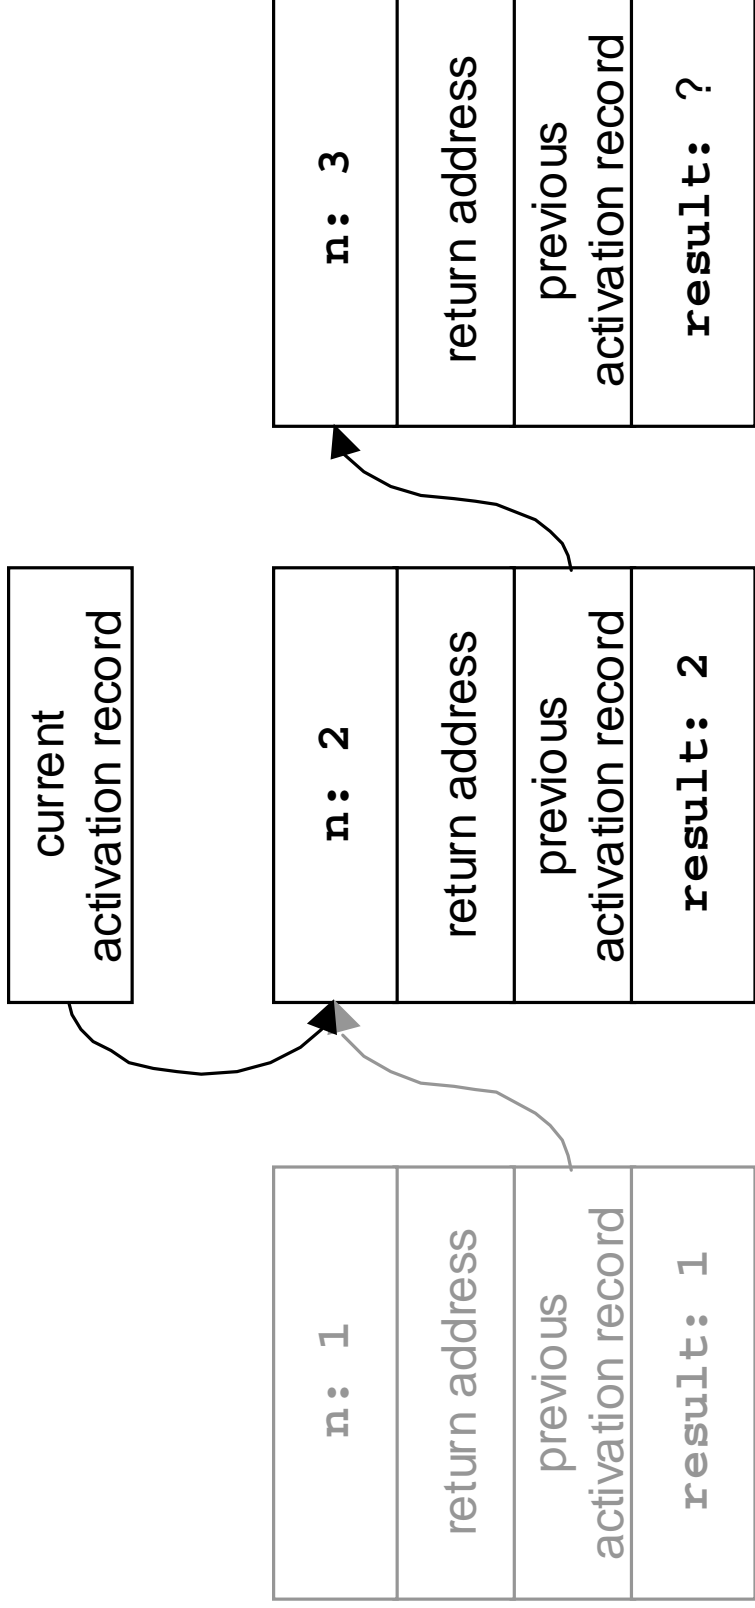 current
activation record
n: 1
return address
previous
activation record
result: 1
n: 2
return address
previous
activation record
result: 2
n: 3
return address
previous
activation record
result: ?